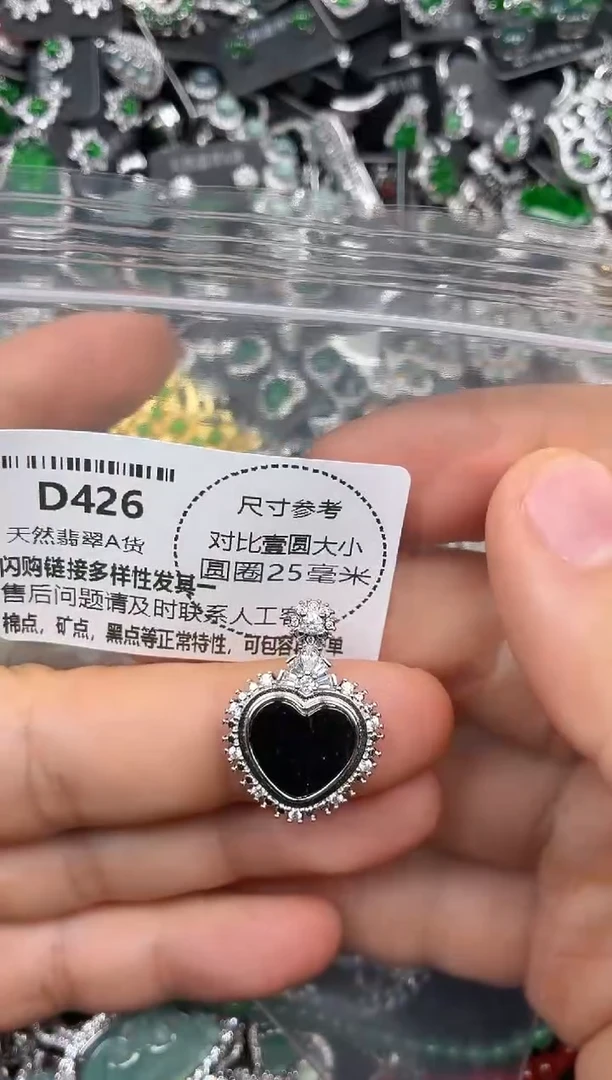 D426
天然翡翠A货
闪购链接多样性发其一
售后问题请及时联系人工客
棉点，矿点，黑点等正常特性，可包容 单
尺寸参考
对比壹圆大小
圆圈25毫米